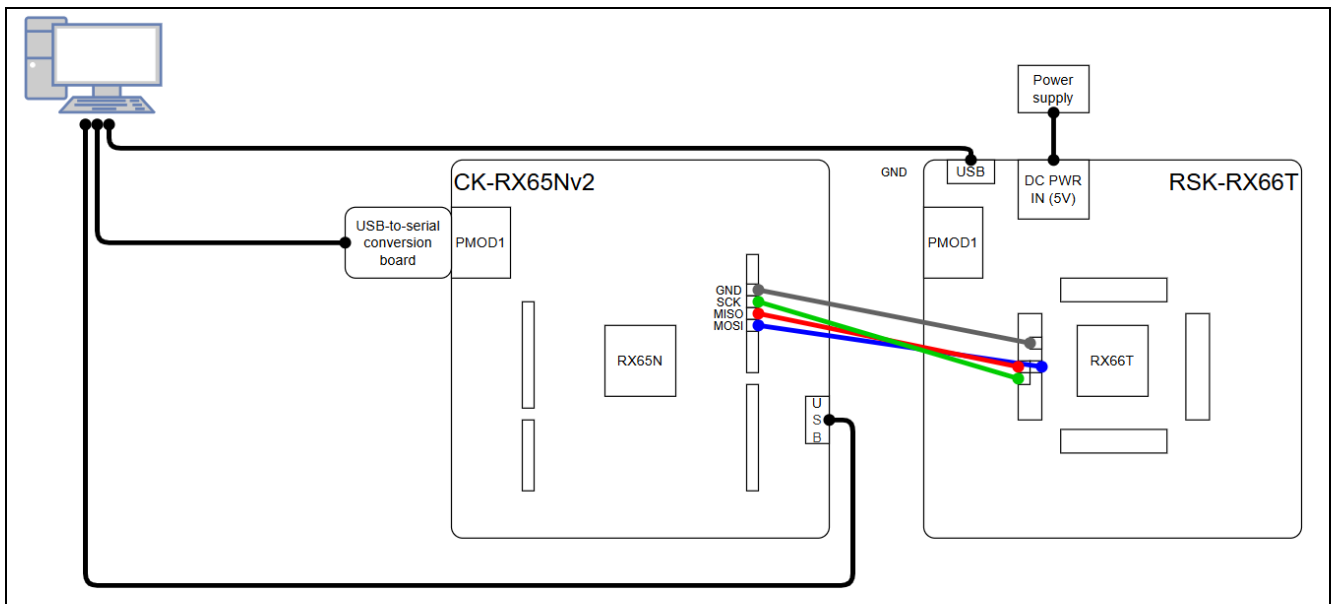 Power
supply
CK-RX65Nv2
GND
USB
DC PWR
IN (5V)
RSK-RX66T
USB-to-serial
conversion
board
PMOD1
PMOD1
GND
SCK
MISO
MOSI
RX65N
RX66T
U
S
B